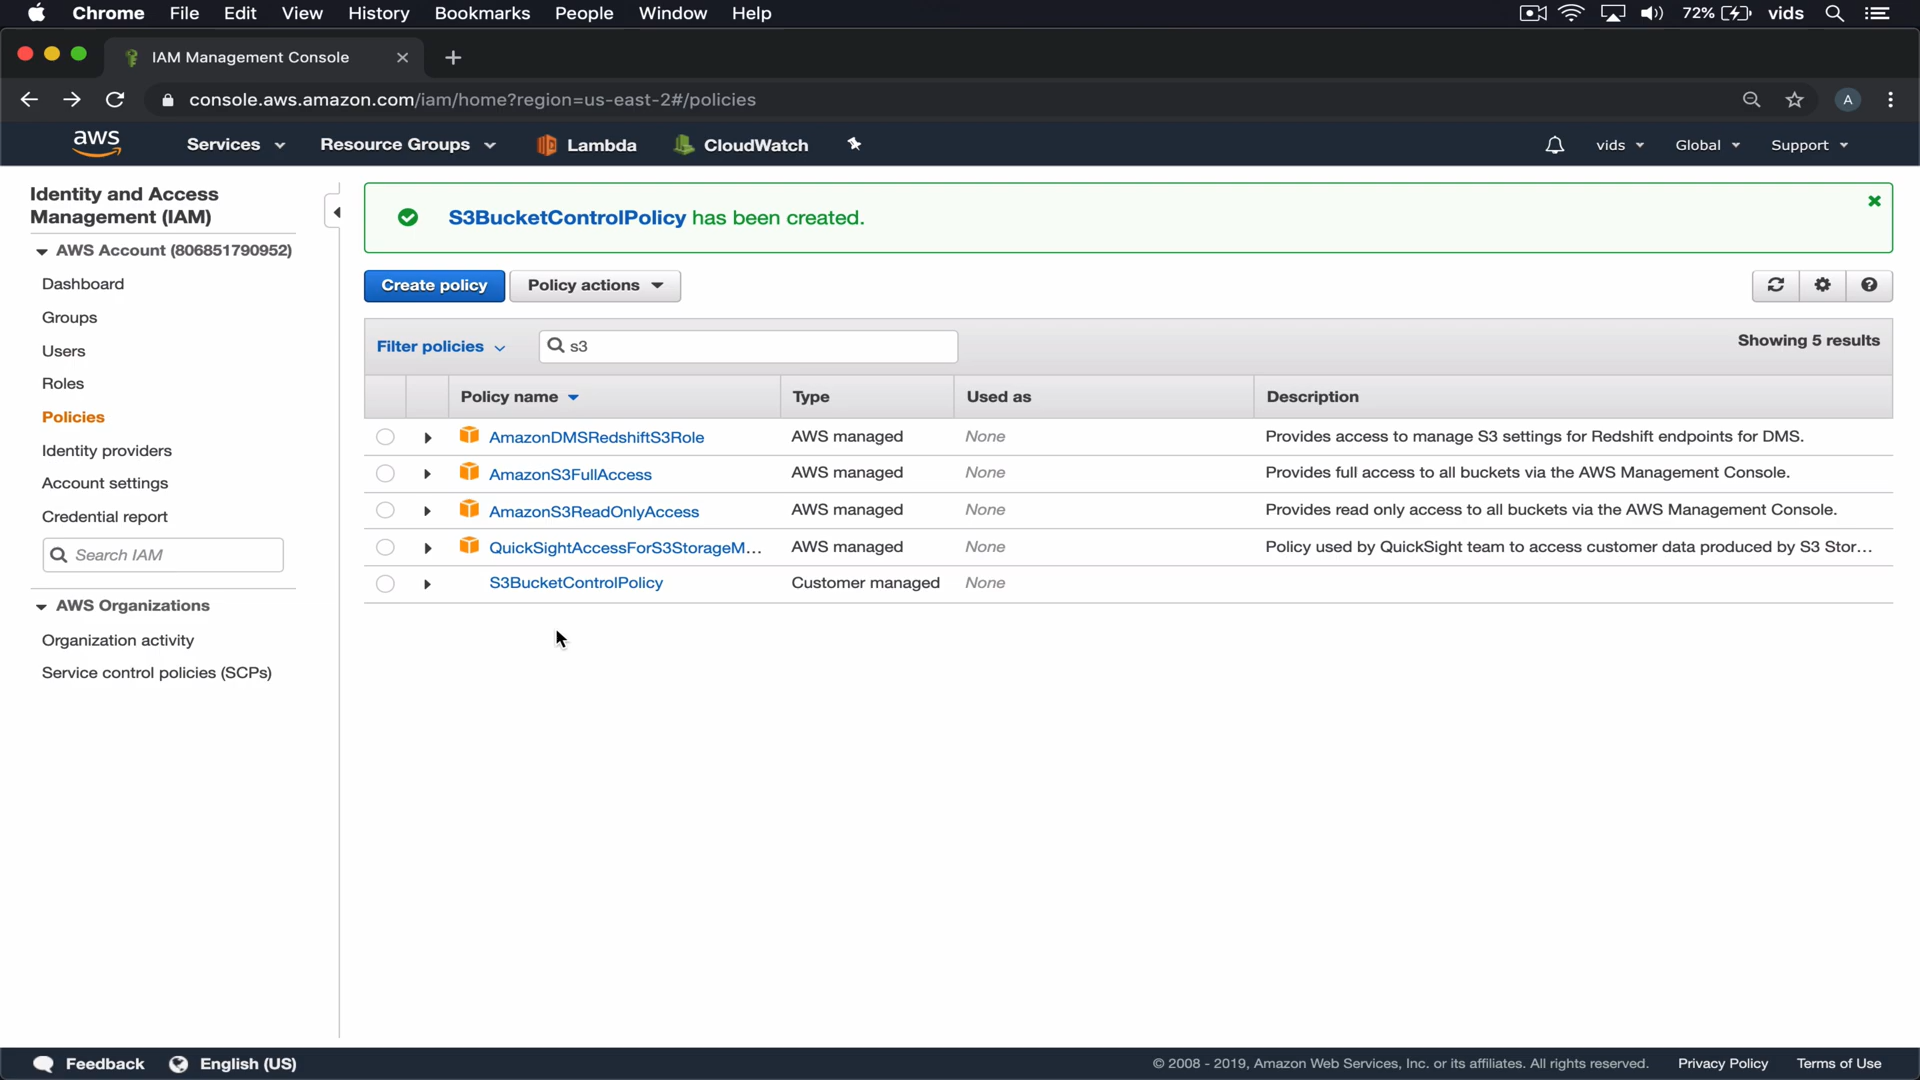 Chrome File Edit View History Bookmarks People Window Help 72% vids
IAM Management Console
console.aws.amazon.com/iam/home?region=us-east-2#/policies A
aws Services Resource Groups Lambda CloudWatch vids Global Support
Identity and Access
Management (IAM)
AWS Account (806851790952)
Dashboard
Groups
Users
Roles
Policies
Identity providers
Account settings
Credential report
Search IAM
AWS Organizations
Organization activity
Service control policies (SCPs)
S3BucketControlPolicy has been created.
Create policy Policy actions
Filter policies s3 Showing 5 results
Policy name Type Used as Description
AmazonDMSRedshiftS3Role AWS managed None Provides access to manage S3 settings for Redshift endpoints for DMS.
AmazonS3FullAccess AWS managed None Provides full access to all buckets via the AWS Management Console.
AmazonS3ReadOnlyAccess AWS managed None Provides read only access to all buckets via the AWS Management Console.
QuickSightAccessForS3StorageM... AWS managed None Policy used by QuickSight team to access customer data produced by S3 Stor...
S3BucketControlPolicy Customer managed None
Feedback English (US) © 2008 - 2019, Amazon Web Services, Inc. or its affiliates. All rights reserved. Privacy Policy Terms of Use